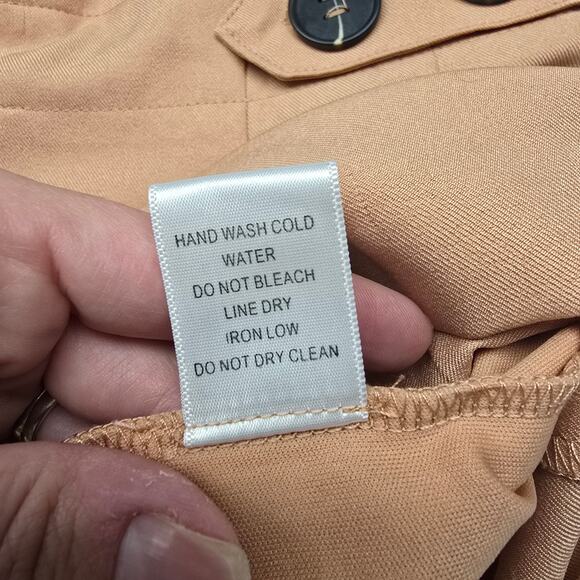 HAND WASH COLD
WATER
DO NOT BLEACH
LINE DRY
IRON LOW
DO NOT DRY CLEAN